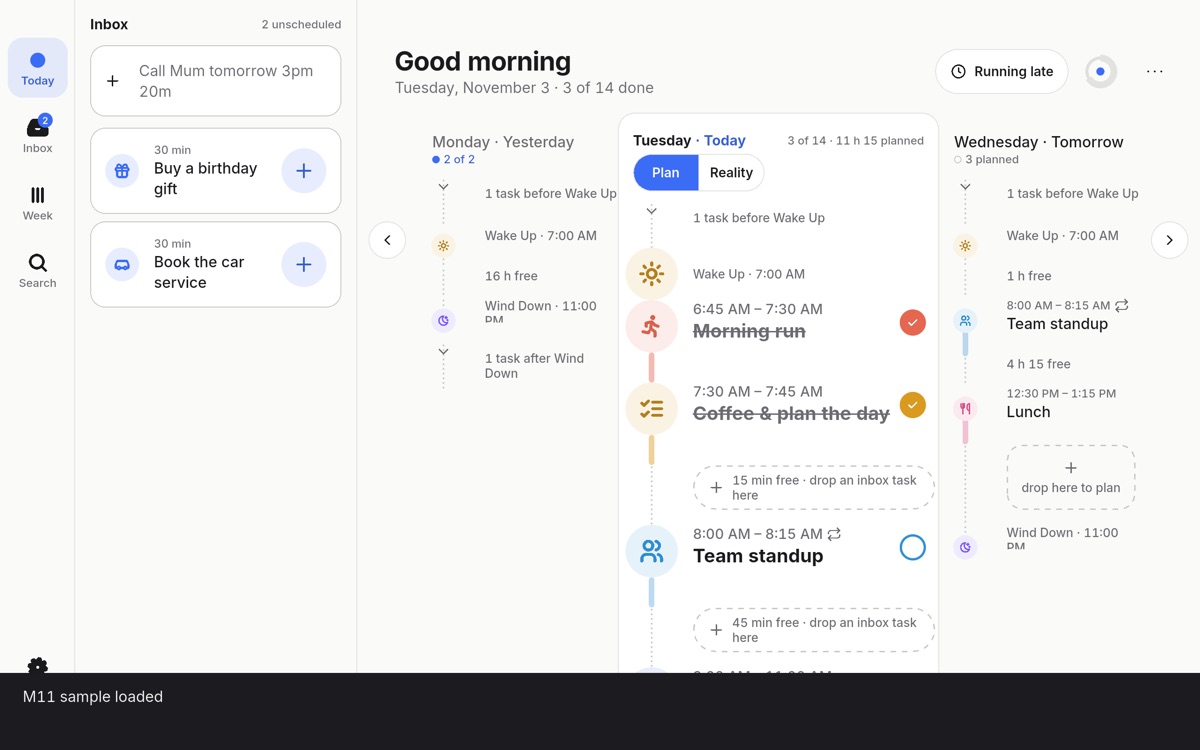 Today
2
Inbox
Week
Search
Inbox
2 unscheduled
Call Mum tomorrow 3pm
20m
30 min
Buy a birthday
gift
30 min
Book the car
service
Good morning
Tuesday, November 3 · 3 of 14 done
Running late
Monday · Yesterday
2 of 2
1 task before Wake Up
Wake Up · 7:00 AM
16 h free
Wind Down · 11:00
PM
1 task after Wind
Down
Tuesday · Today
3 of 14 · 11 h 15 planned
Plan
Reality
1 task before Wake Up
Wake Up · 7:00 AM
6:45 AM – 7:30 AM
Morning run
7:30 AM – 7:45 AM
Coffee & plan the day
15 min free · drop an inbox task
here
8:00 AM – 8:15 AM
Team standup
45 min free · drop an inbox task
here
Wednesday · Tomorrow
3 planned
1 task before Wake Up
Wake Up · 7:00 AM
1 h free
8:00 AM – 8:15 AM
Team standup
4 h 15 free
12:30 PM – 1:15 PM
Lunch
drop here to plan
Wind Down · 11:00
PM
M11 sample loaded